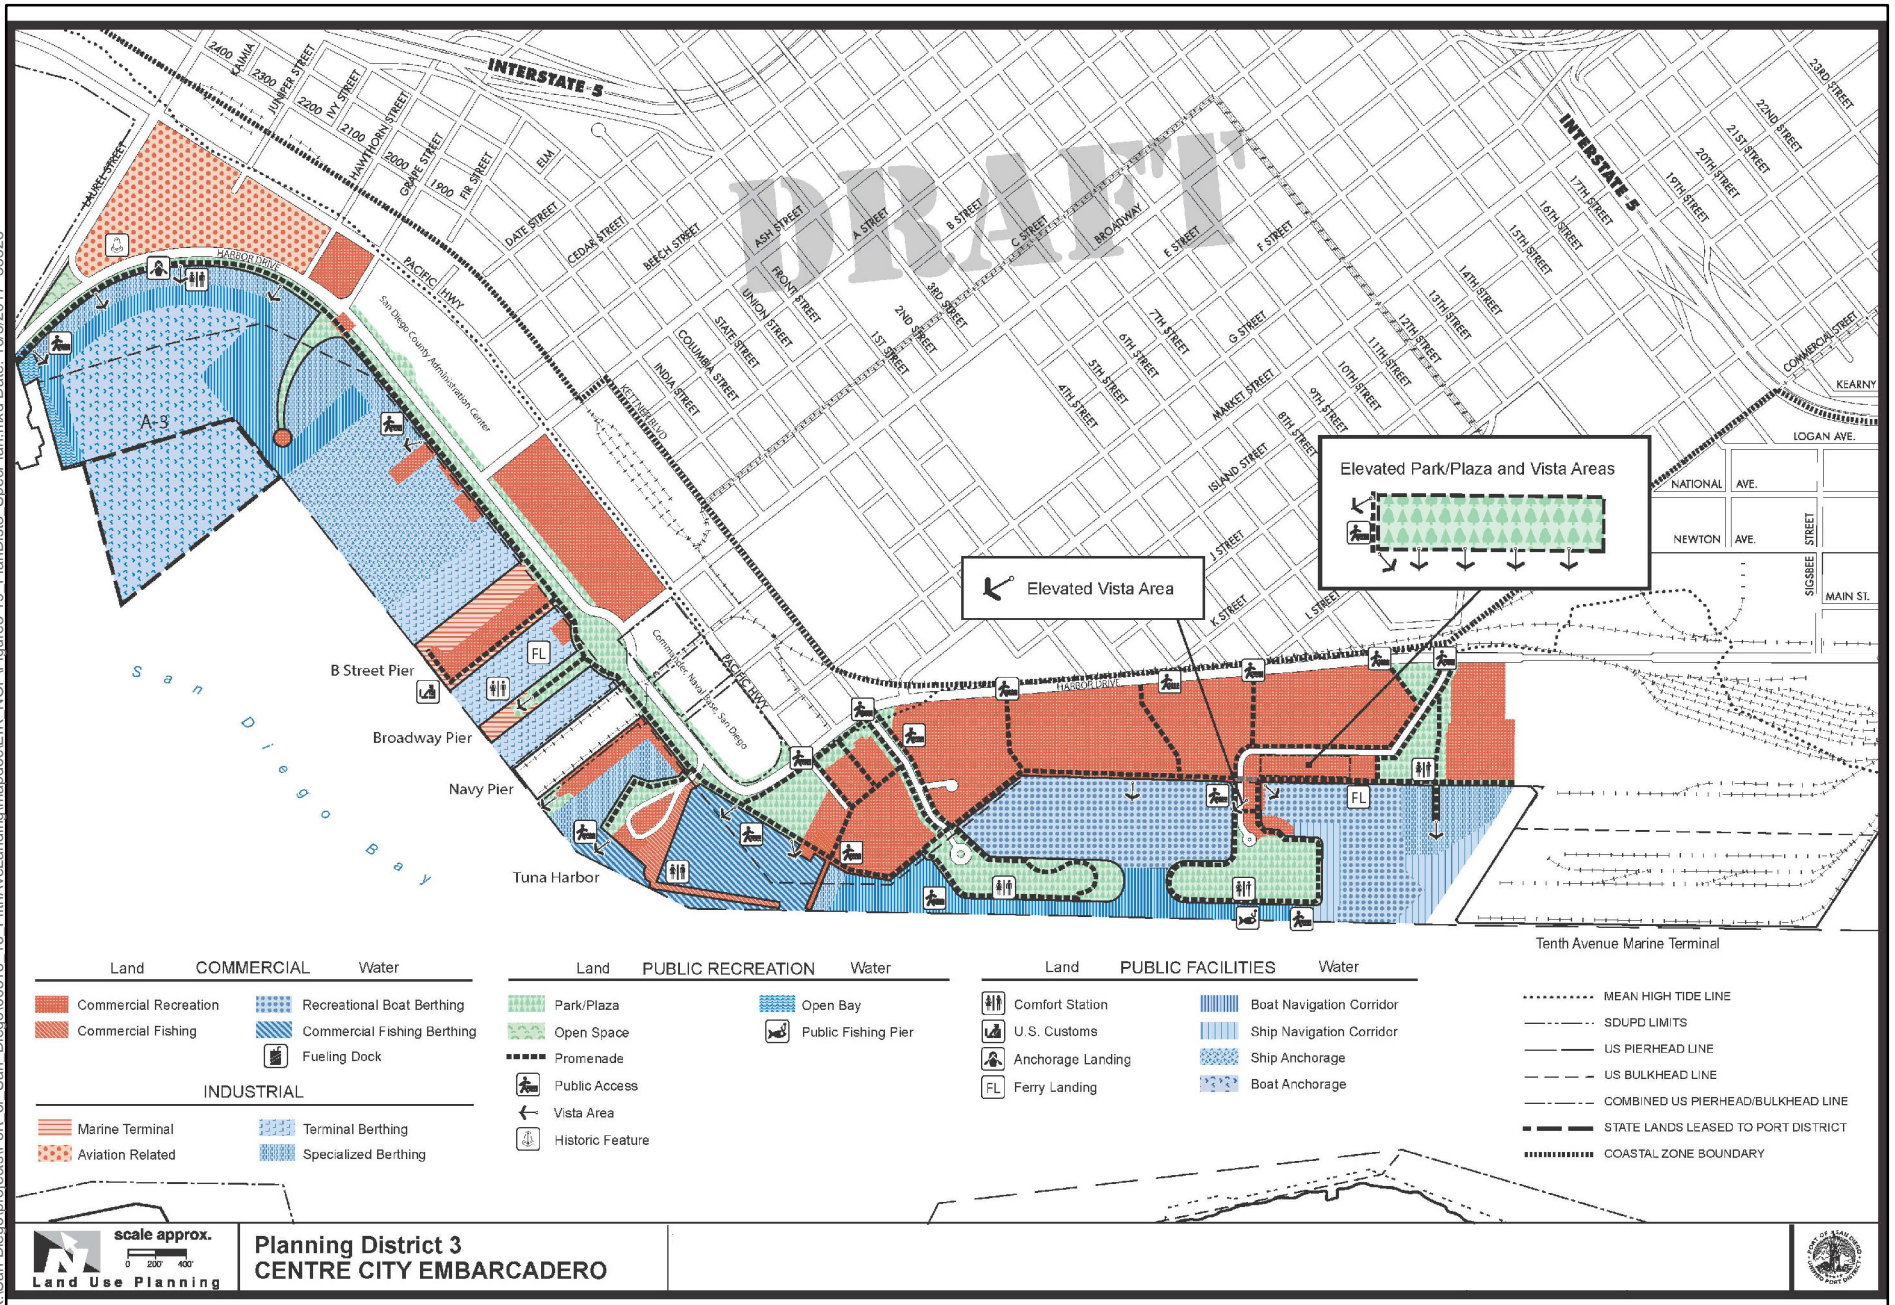 DRAFT
INTERSTATE-5
INTERSTATE-5
2400
KALMIA
2300
JUNIPER STREET
2200
IVY STREET
2100
HAWTHORN STREET
2000
GRAPE STREET
1900
FIR STREET
ELM
LAUREL STREET
DATE STREET
CEDAR STREET
BEECH STREET
ASH STREET
A STREET
B STREET
C STREET
BROADWAY
E STREET
F STREET
G STREET
MARKET STREET
ISLAND STREET
J STREET
K STREET
L STREET
HARBOR DRIVE
PACIFIC HWY
San Diego County Administration Center
KETTNER BLVD
INDIA STREET
COLUMBIA STREET
STATE STREET
UNION STREET
FRONT STREET
1ST STREET
2ND STREET
3RD STREET
4TH STREET
5TH STREET
6TH STREET
7TH STREET
8TH STREET
9TH STREET
10TH STREET
11TH STREET
12TH STREET
13TH STREET
14TH STREET
15TH STREET
16TH STREET
17TH STREET
19TH STREET
20TH STREET
21ST STREET
22ND STREET
23RD STREET
COMMERCIAL STREET
KEARNY
LOGAN AVE.
NATIONAL AVE.
NEWTON AVE.
SIGSBEE STREET
MAIN ST.
A-3
Elevated Park/Plaza and Vista Areas
Elevated Vista Area
FL
FL
Commander, Naval Base, San Diego
PACIFIC HWY
HARBOR DRIVE
B Street Pier
Broadway Pier
Navy Pier
Tuna Harbor
San Diego Bay
Tenth Avenue Marine Terminal
Land COMMERCIAL Water
Commercial Recreation
Commercial Fishing
Recreational Boat Berthing
Commercial Fishing Berthing
Fueling Dock
INDUSTRIAL
Marine Terminal
Aviation Related
Terminal Berthing
Specialized Berthing
Land PUBLIC RECREATION Water
Park/Plaza
Open Space
Promenade
Public Access
Vista Area
Historic Feature
Open Bay
Public Fishing Pier
Land PUBLIC FACILITIES Water
Comfort Station
U.S. Customs
Anchorage Landing
FL Ferry Landing
Boat Navigation Corridor
Ship Navigation Corridor
Ship Anchorage
Boat Anchorage
MEAN HIGH TIDE LINE
SDUPD LIMITS
US PIERHEAD LINE
US BULKHEAD LINE
COMBINED US PIERHEAD/BULKHEAD LINE
STATE LANDS LEASED TO PORT DISTRICT
COASTAL ZONE BOUNDARY
N
scale approx.
0 200' 400'
Land Use Planning
Planning District 3
CENTRE CITY EMBARCADERO
PORT OF SAN DIEGO
UNIFIED PORT DISTRICT